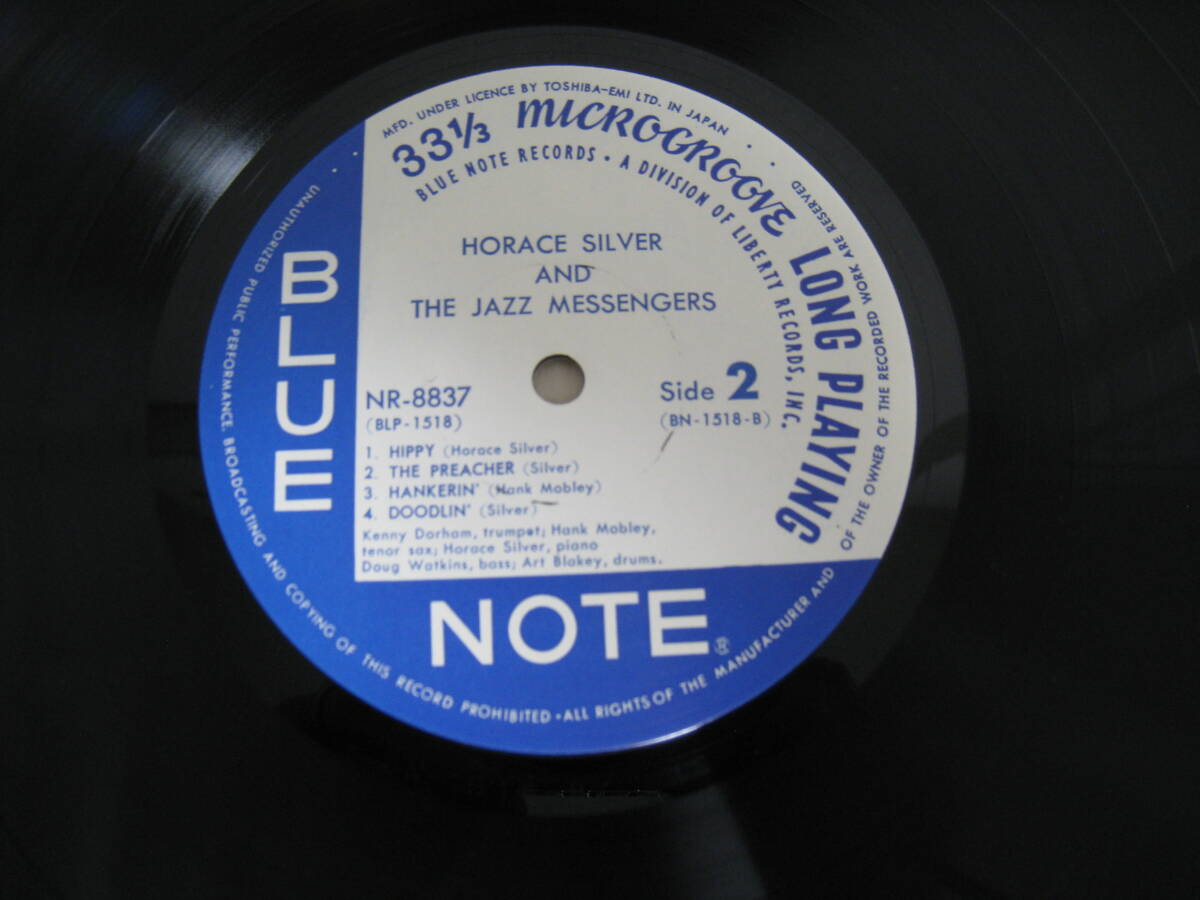 MFD. UNDER LICENCE BY TOSHIBA-EMI LTD. IN JAPAN
33 1/3 MICROGROOVE LONG PLAYING
BLUE NOTE RECORDS • A DIVISION OF LIBERTY RECORDS, INC.
HORACE SILVER
AND
THE JAZZ MESSENGERS
NR-8837
(BLP-1518)
Side 2
(BN-1518-B)
1. HIPPY (Horace Silver)
2. THE PREACHER (Silver)
3. HANKERIN' (Hank Mobley)
4. DOODLIN' (Silver)
Kenny Dorham, trumpet; Hank Mobley,
tenor sax; Horace Silver, piano
Doug Watkins, bass; Art Blakey, drums.
BLUE
NOTE ®
UNAUTHORIZED PUBLIC PERFORMANCE, BROADCASTING AND COPYING OF THIS RECORD PROHIBITED • ALL RIGHTS OF THE MANUFACTURER AND OF THE OWNER OF THE RECORDED WORK ARE RESERVED